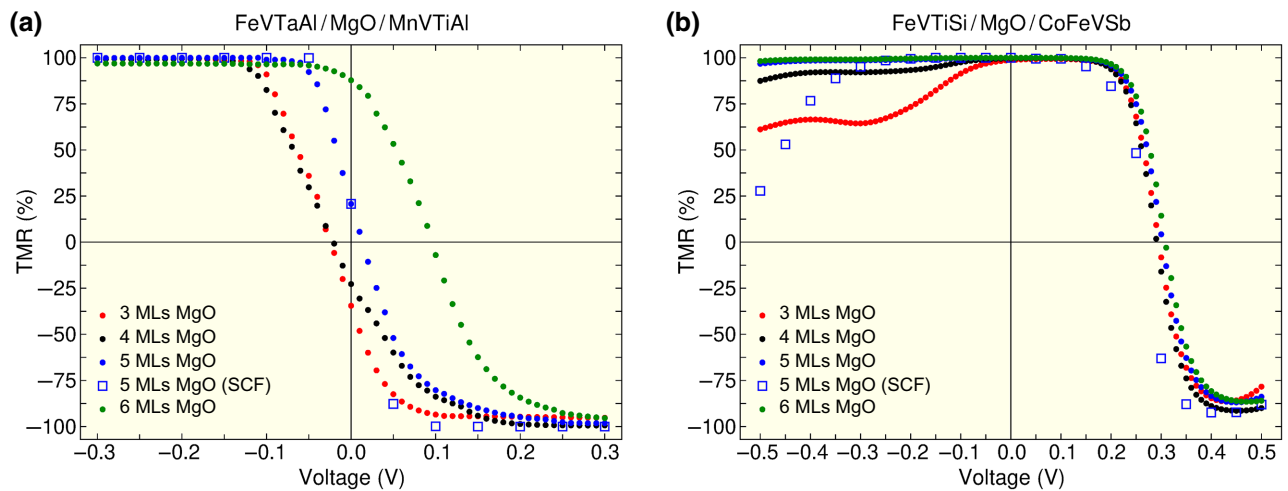 (a)
FeVTaAl/MgO/MnVTiAl
100
75
50
25
0
−25
−50
−75
−100
TMR (%)
3 MLs MgO
4 MLs MgO
5 MLs MgO
5 MLs MgO (SCF)
6 MLs MgO
−0.3 −0.2 −0.1 0.0 0.1 0.2 0.3
Voltage (V)
(b)
FeVTiSi/MgO/CoFeVSb
100
75
50
25
0
−25
−50
−75
−100
TMR (%)
3 MLs MgO
4 MLs MgO
5 MLs MgO
5 MLs MgO (SCF)
6 MLs MgO
−0.5 −0.4 −0.3 −0.2 −0.1 0.0 0.1 0.2 0.3 0.4 0.5
Voltage (V)